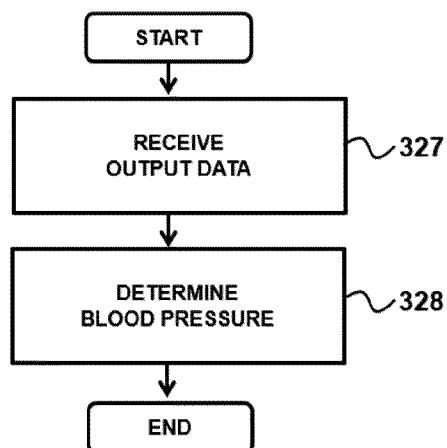 START
RECEIVE
OUTPUT DATA
327
DETERMINE
BLOOD PRESSURE
328
END